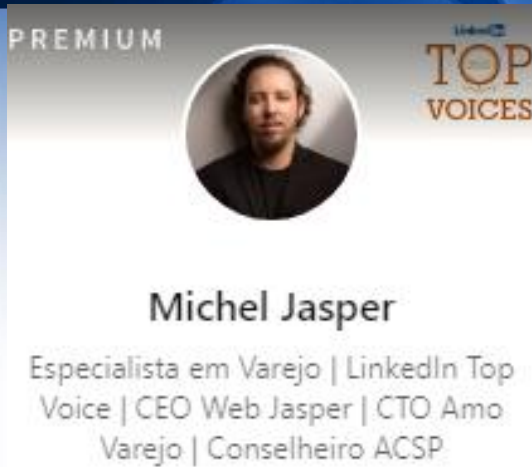 PREMIUM
LinkedIn
TOP
VOICES
Michel Jasper
Especialista em Varejo | LinkedIn Top
Voice | CEO Web Jasper | CTO Amo
Varejo | Conselheiro ACSP